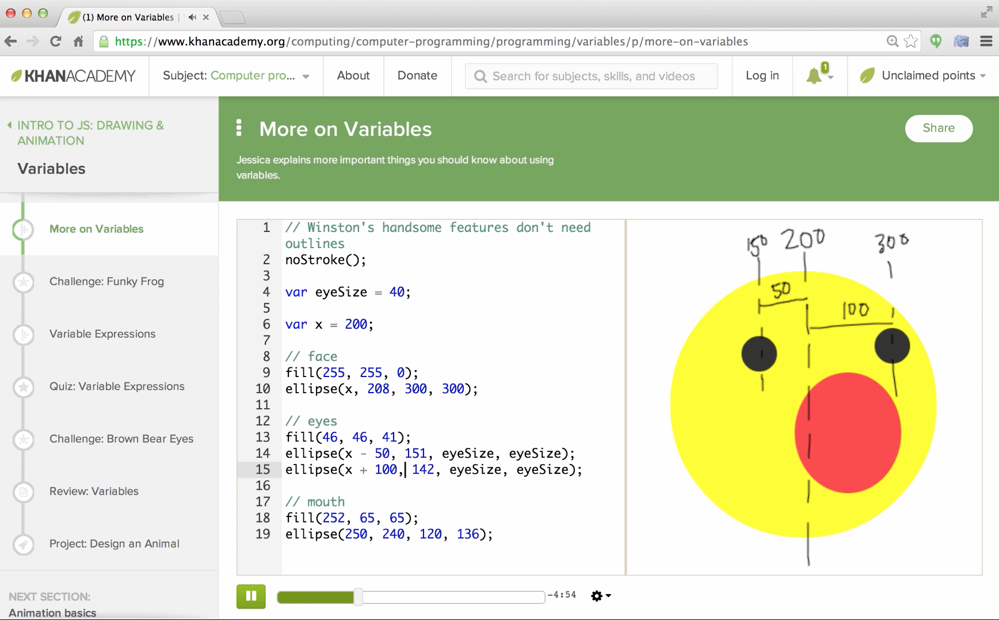 (1) More on Variables
https://www.khanacademy.org/computing/computer-programming/programming/variables/p/more-on-variables
KHANACADEMY
Subject: Computer pro...
About
Donate
Search for subjects, skills, and videos
Log in
1
Unclaimed points
INTRO TO JS: DRAWING &
ANIMATION
Variables
More on Variables
Challenge: Funky Frog
Variable Expressions
Quiz: Variable Expressions
Challenge: Brown Bear Eyes
Review: Variables
Project: Design an Animal
NEXT SECTION:
Animation basics
More on Variables
Share
Jessica explains more important things you should know about using
variables.
1 // Winston's handsome features don't need
outlines
2 noStroke();
3
4 var eyeSize = 40;
5
6 var x = 200;
7
8 // face
9 fill(255, 255, 0);
10 ellipse(x, 208, 300, 300);
11
12 // eyes
13 fill(46, 46, 41);
14 ellipse(x - 50, 151, eyeSize, eyeSize);
15 ellipse(x + 100, 142, eyeSize, eyeSize);
16
17 // mouth
18 fill(252, 65, 65);
19 ellipse(250, 240, 120, 136);
150 200 300
50
100
-4:54